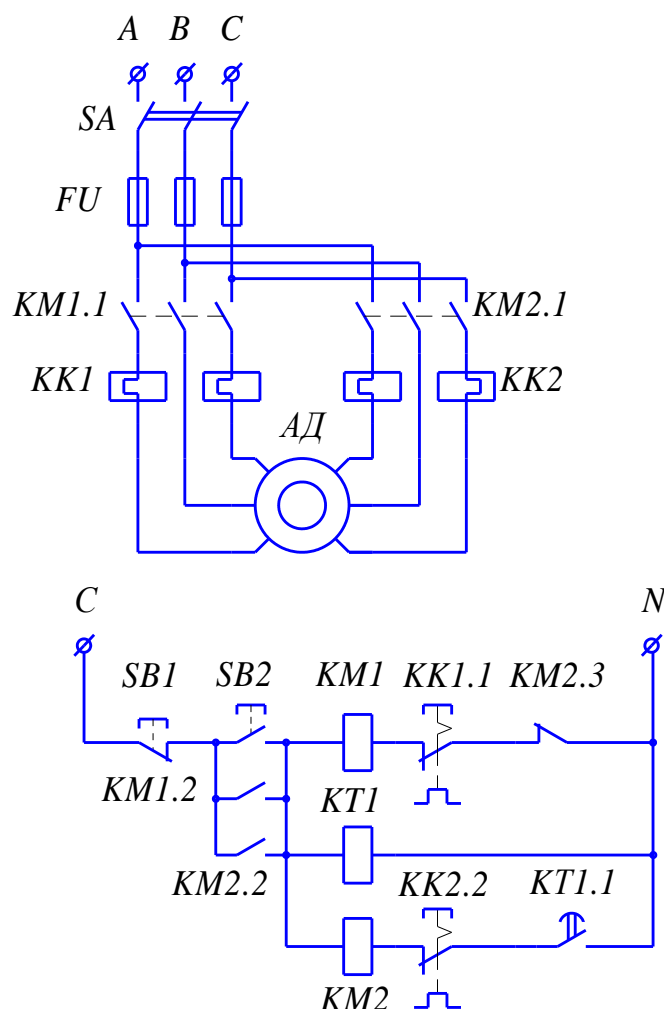 A B C
SA
FU
KM1.1 KM2.1
KK1 KK2
АД
C N
SB1 SB2 KM1 KK1.1 KM2.3
KM1.2 KT1
KM2.2 KK2.2 KT1.1
KM2